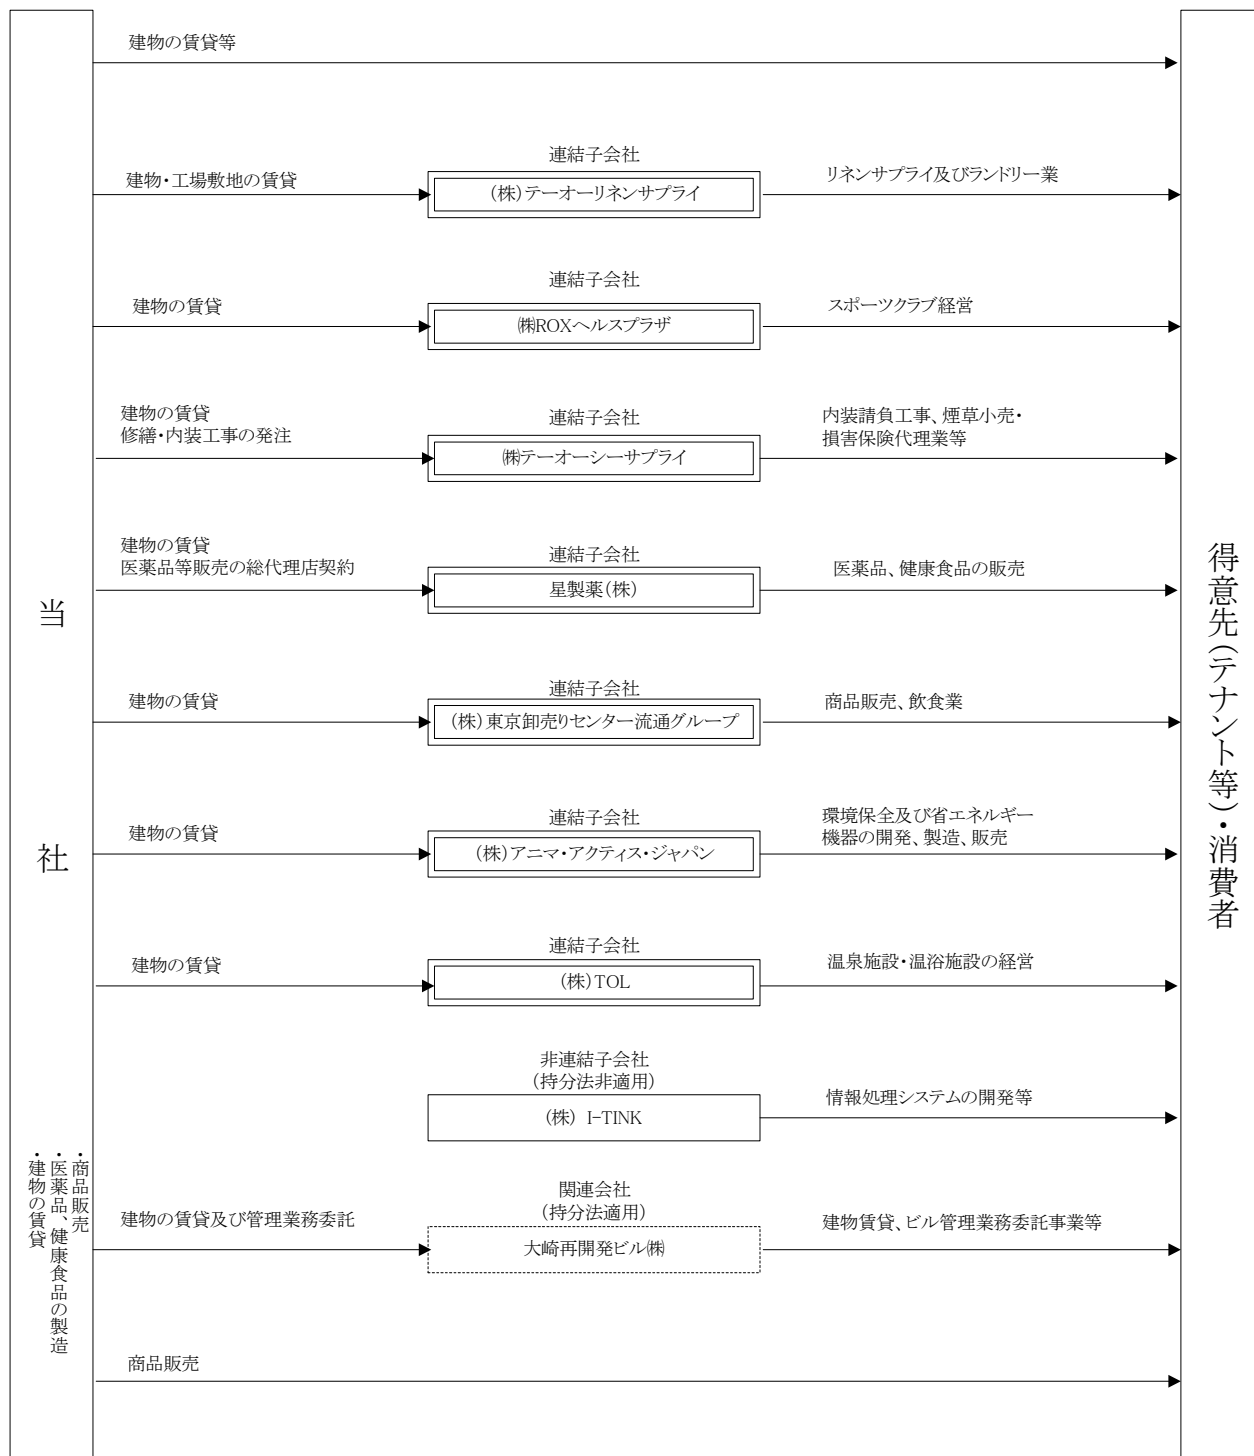 建物の賃貸等
連結子会社
建物・工場敷地の賃貸
(株)テーオーリネンサプライ
リネンサプライ及びランドリー業
連結子会社
建物の賃貸
㈱ROXヘルスプラザ
スポーツクラブ経営
建物の賃貸
修繕・内装工事の発注
連結子会社
㈱テーオーシーサプライ
内装請負工事、煙草小売・
損害保険代理業等
建物の賃貸
医薬品等販売の総代理店契約
連結子会社
星製薬(株)
医薬品、健康食品の販売
連結子会社
建物の賃貸
(株)東京卸売りセンター流通グループ
商品販売、飲食業
連結子会社
建物の賃貸
(株)アニマ・アクティス・ジャパン
環境保全及び省エネルギー
機器の開発、製造、販売
連結子会社
建物の賃貸
(株)TOL
温泉施設・温浴施設の経営
非連結子会社
(持分法非適用)
(株) I-TINK
情報処理システムの開発等
関連会社
(持分法適用)
建物の賃貸及び管理業務委託
大崎再開発ビル㈱
建物賃貸、ビル管理業務委託事業等
商品販売
当社
・商品販売
・医薬品、健康食品の製造
・建物の賃貸
得意先(テナント等)・消費者